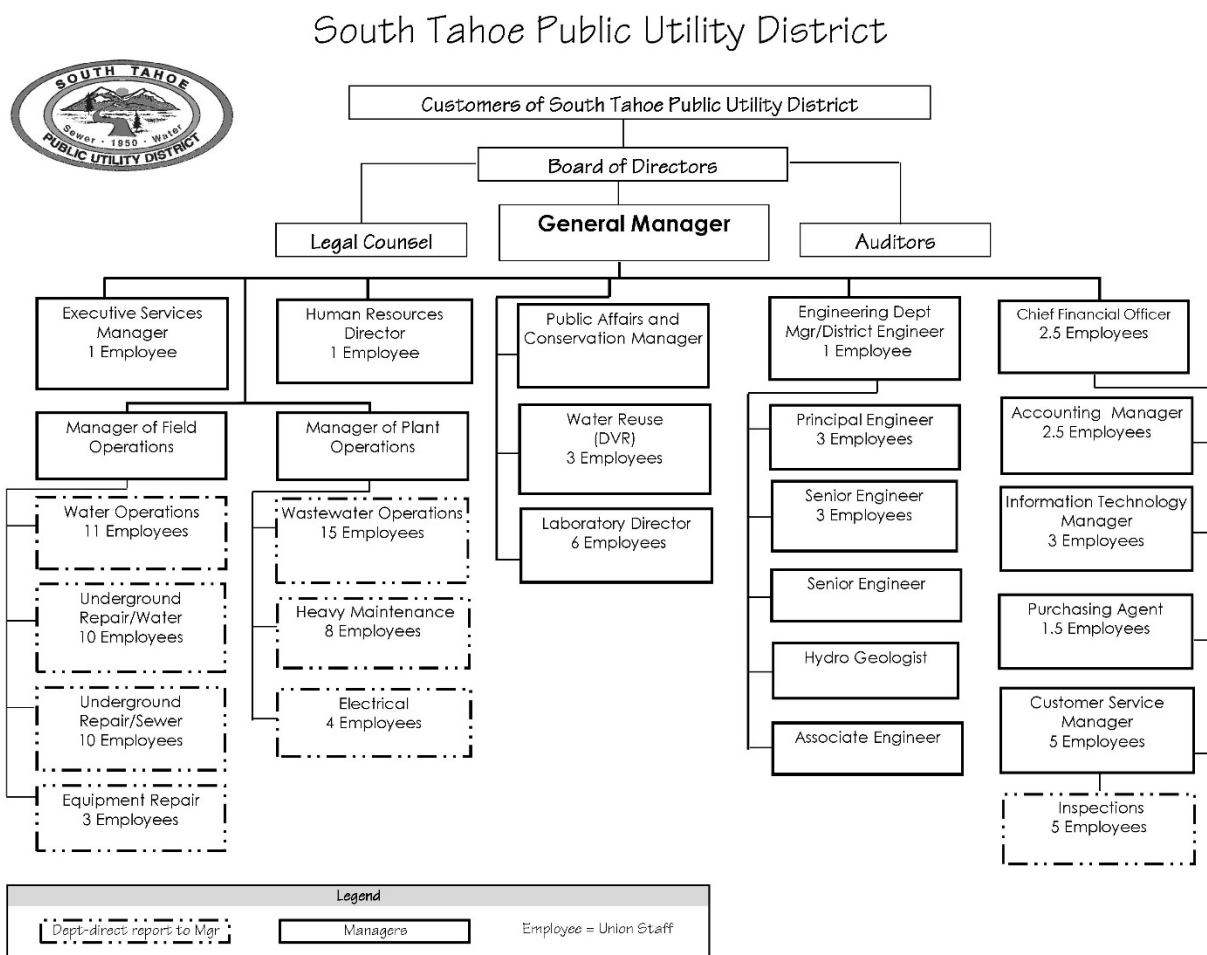 South Tahoe Public Utility District
SOUTH TAHOE
Sewer · 1950 · Water
PUBLIC UTILITY DISTRICT
Customers of South Tahoe Public Utility District
Board of Directors
General Manager
Legal Counsel
Auditors
Executive Services
Manager
1 Employee
Human Resources
Director
1 Employee
Public Affairs and
Conservation Manager
Engineering Dept
Mgr/District Engineer
1 Employee
Chief Financial Officer
2.5 Employees
Manager of Field
Operations
Manager of Plant
Operations
Water Reuse
(DVR)
3 Employees
Principal Engineer
3 Employees
Accounting Manager
2.5 Employees
Water Operations
11 Employees
Wastewater Operations
15 Employees
Laboratory Director
6 Employees
Senior Engineer
3 Employees
Information Technology
Manager
3 Employees
Underground
Repair/Water
10 Employees
Heavy Maintenance
8 Employees
Senior Engineer
Purchasing Agent
1.5 Employees
Underground
Repair/Sewer
10 Employees
Electrical
4 Employees
Hydro Geologist
Customer Service
Manager
5 Employees
Associate Engineer
Equipment Repair
3 Employees
Inspections
5 Employees
Legend
Dept-direct report to Mgr
Managers
Employee = Union Staff